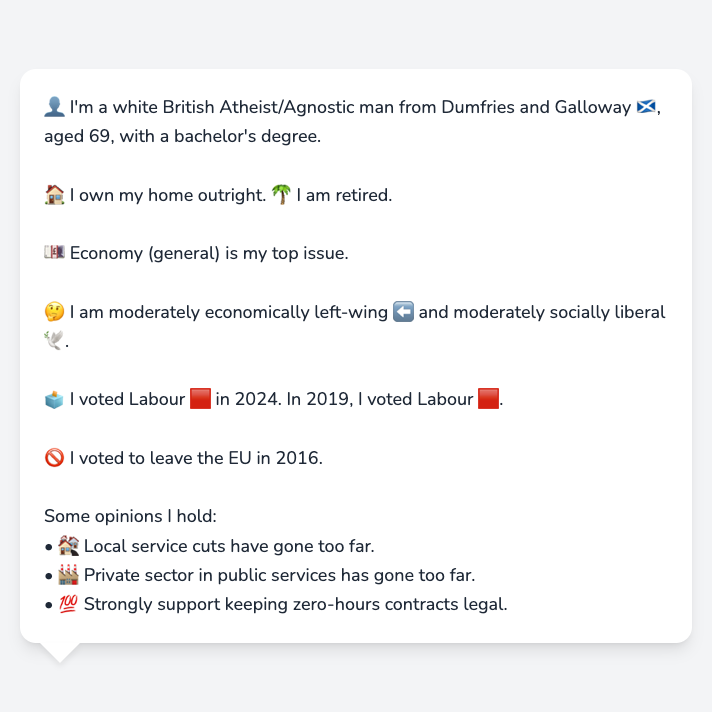 👤 I'm a white British Atheist/Agnostic man from Dumfries and Galloway 🏴󠁧󠁢󠁳󠁣󠁴󠁿,
aged 69, with a bachelor's degree.
🏠 I own my home outright. 🌴 I am retired.
💷 Economy (general) is my top issue.
🤔 I am moderately economically left-wing ⬅️ and moderately socially liberal
🕊️.
🗳️ I voted Labour 🟥 in 2024. In 2019, I voted Labour 🟥.
🚫 I voted to leave the EU in 2016.
Some opinions I hold:
• 🏚️ Local service cuts have gone too far.
• 🏭 Private sector in public services has gone too far.
• 💯 Strongly support keeping zero-hours contracts legal.